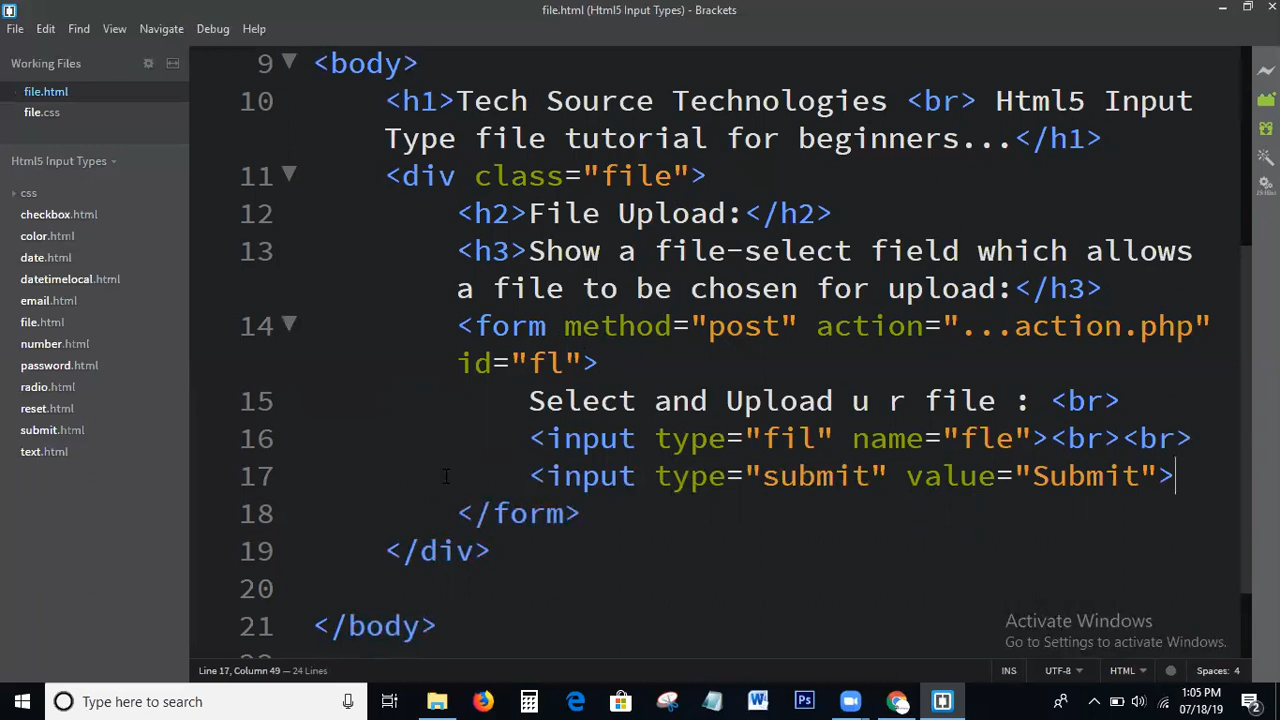 file.html (Html5 Input Types) - Brackets
File Edit Find View Navigate Debug Help
Working Files
file.html
file.css
Html5 Input Types
css
checkbox.html
color.html
date.html
datetimelocal.html
email.html
file.html
number.html
password.html
radio.html
reset.html
submit.html
text.html
9 <body>
10 <h1>Tech Source Technologies <br> Html5 Input
Type file tutorial for beginners...</h1>
11 <div class="file">
12 <h2>File Upload:</h2>
13 <h3>Show a file-select field which allows
a file to be chosen for upload:</h3>
14 <form method="post" action="...action.php"
id="fl">
15 Select and Upload u r file : <br>
16 <input type="fil" name="fle"><br><br>
17 <input type="submit" value="Submit">
18 </form>
19 </div>
20
21 </body>
Activate Windows
Go to Settings to activate Windows.
Line 17, Column 49 — 24 Lines
INS UTF-8 HTML Spaces: 4
Type here to search
1:05 PM
07/18/19
2